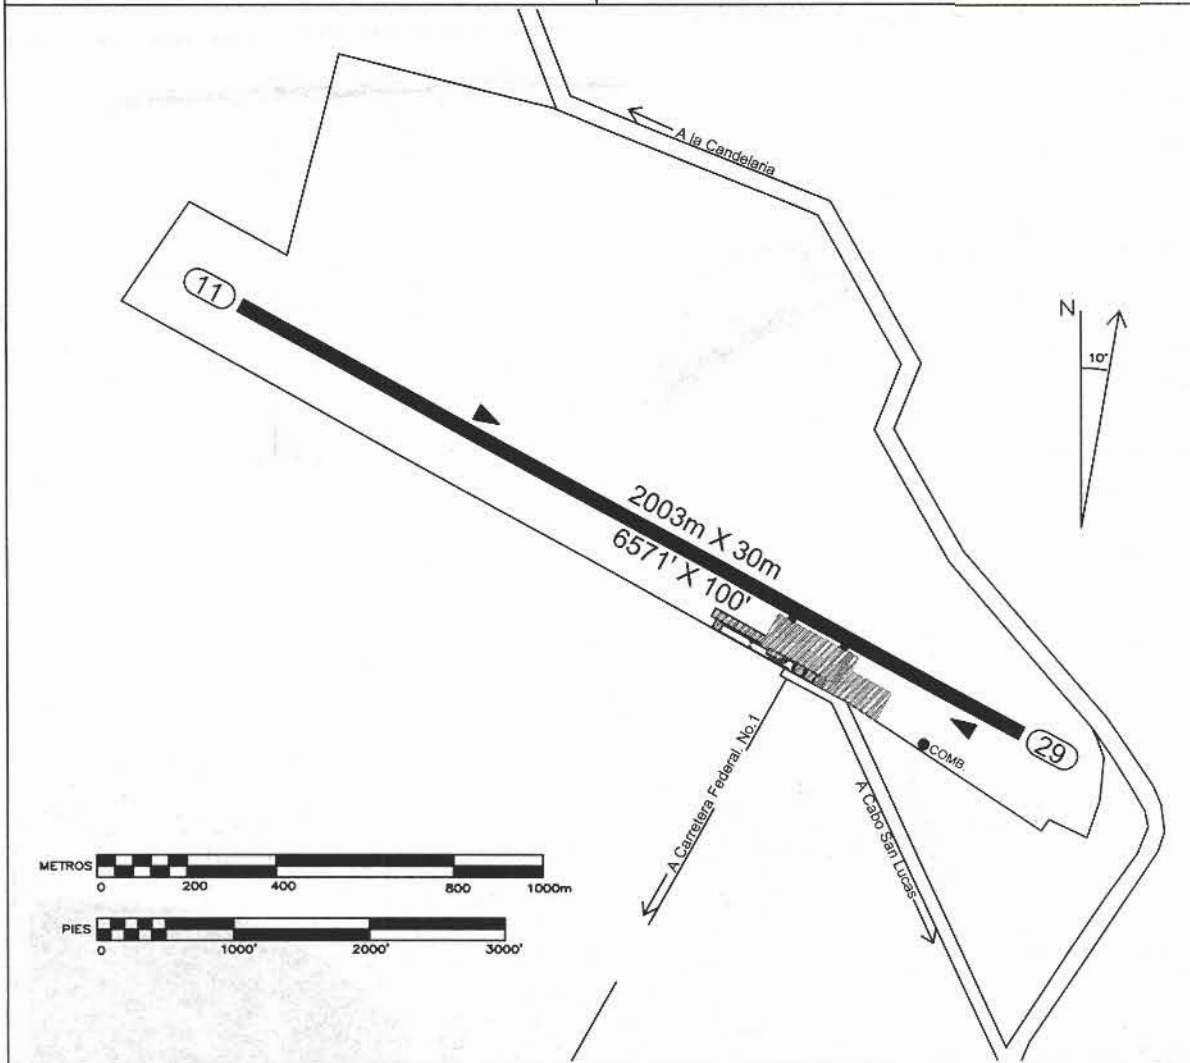 A la Candelaria
11
N
10°
2003m X 30m
6571' X 100'
29
COMB.
A Carretera Federal. No.1
A Cabo San Lucas
METROS
0 200 400 800 1000m
PIES
0 1000' 2000' 3000'